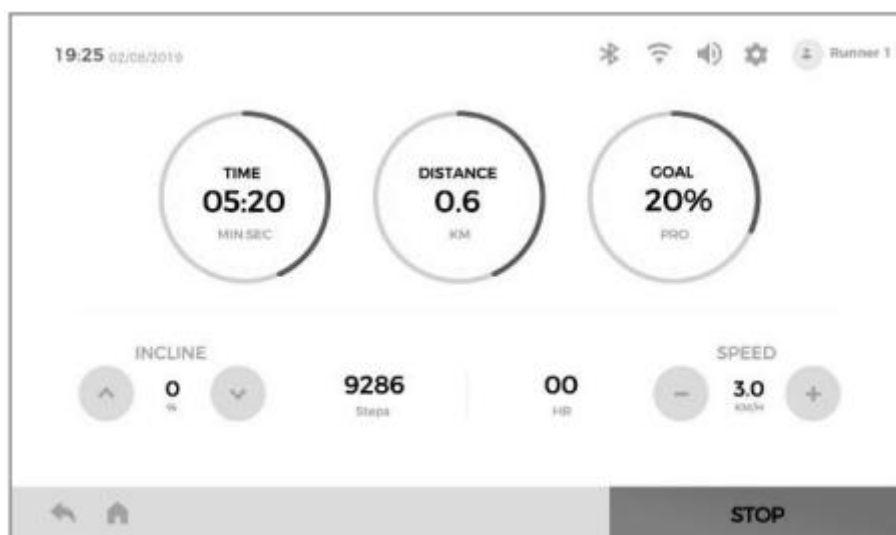 19:25 02/08/2019
Runner 1
TIME
05:20
MIN:SEC
DISTANCE
0.6
KM
GOAL
20%
PRO
INCLINE
0
%
9286
Steps
00
HR
SPEED
3.0
KM/H
STOP